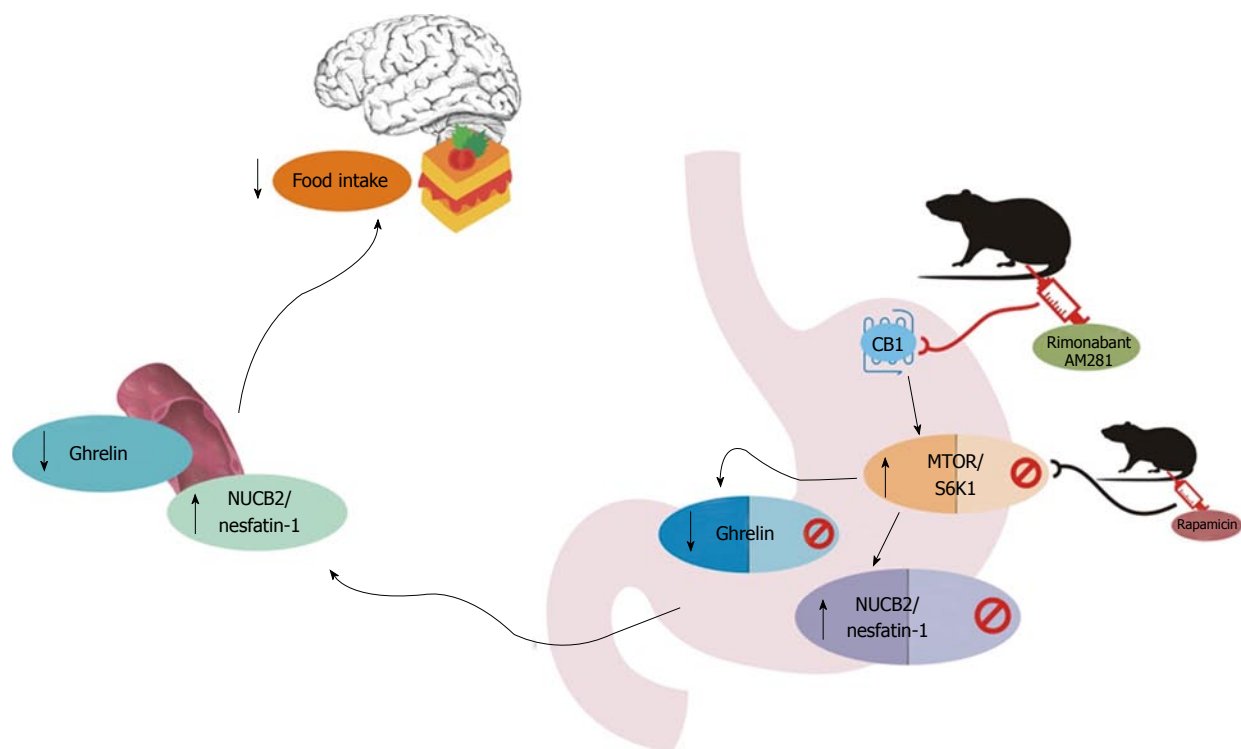 Food intake
CB1
Rimonabant
AM281
Ghrelin
NUCB2/
nesfatin-1
MTOR/
S6K1
Rapamicin
Ghrelin
NUCB2/
nesfatin-1